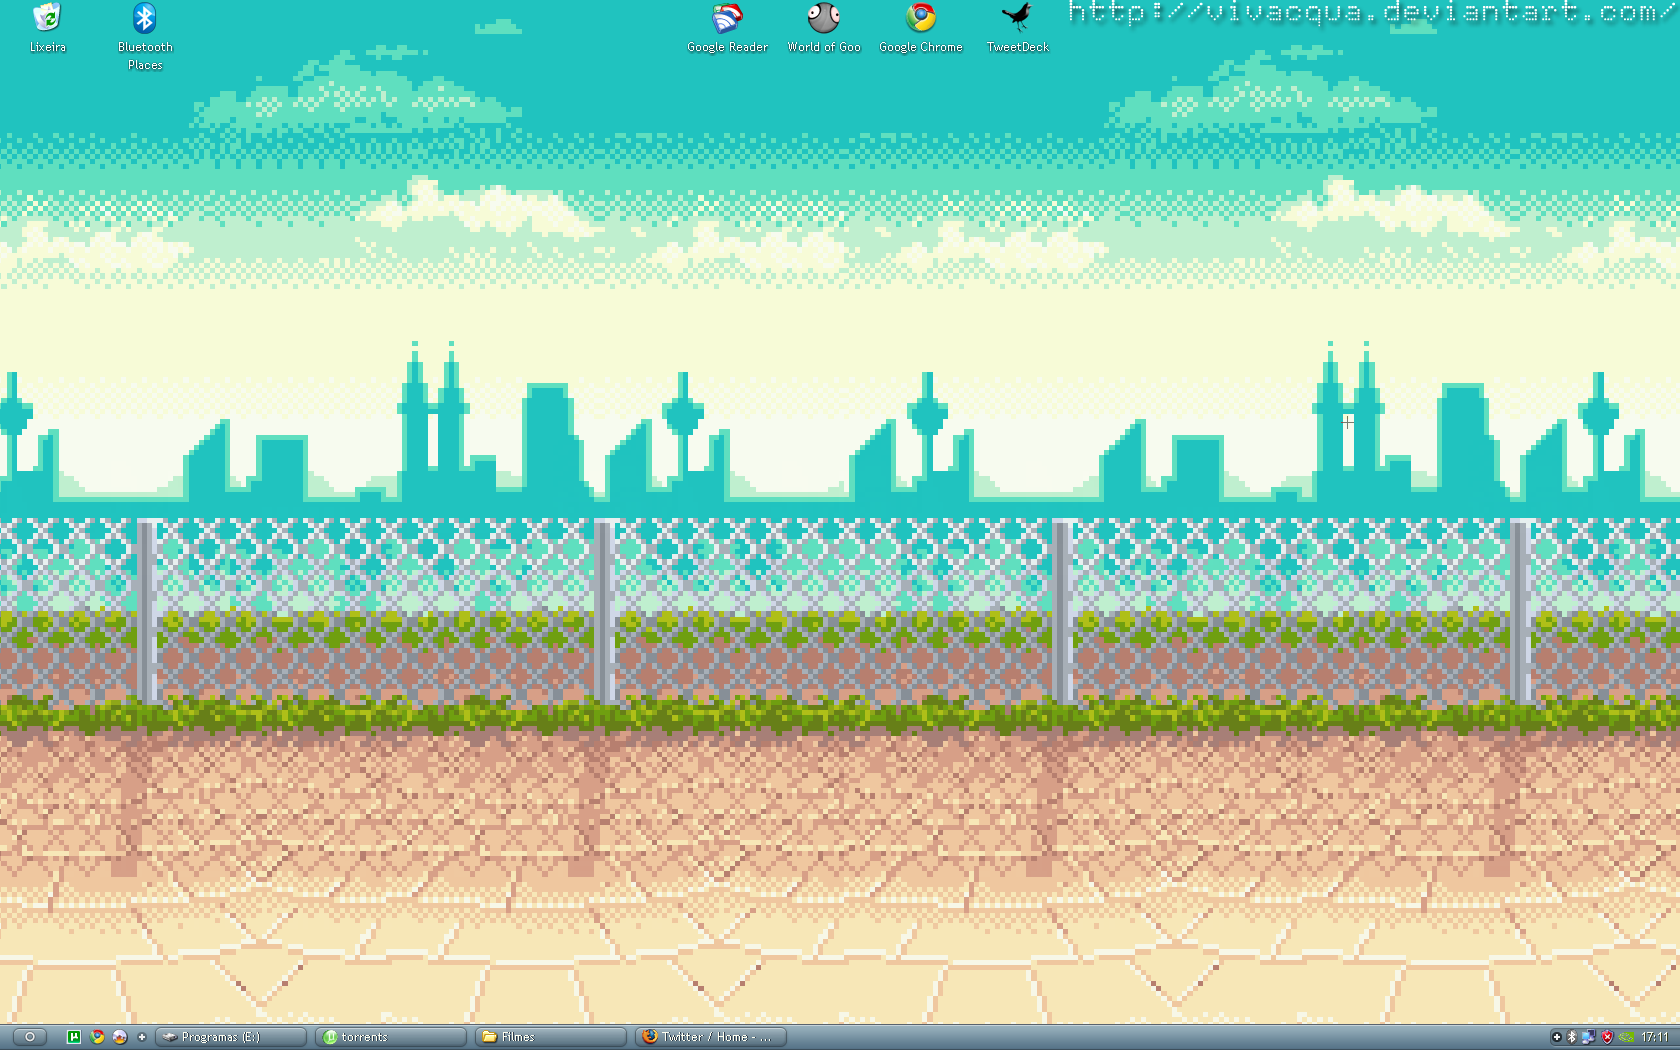 http://vivacqua.deviantart.com/
Lixeira
Bluetooth
Places
Google Reader
World of Goo
Google Chrome
TweetDeck
Programas (E:)
torrents
Filmes
Twitter / Home - ...
17:11